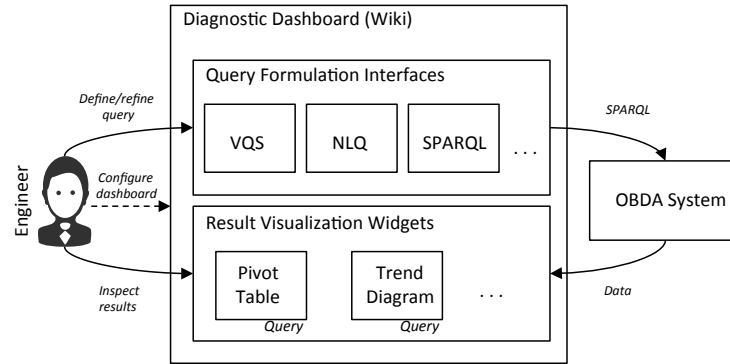 Diagnostic Dashboard (Wiki)
Query Formulation Interfaces
Define/refine
query
SPARQL
VQS
NLQ
SPARQL
. . .
Engineer
Configure
dashboard
OBDA System
Result Visualization Widgets
Pivot
Table
Query
Trend
Diagram
Query
. . .
Inspect
results
Data